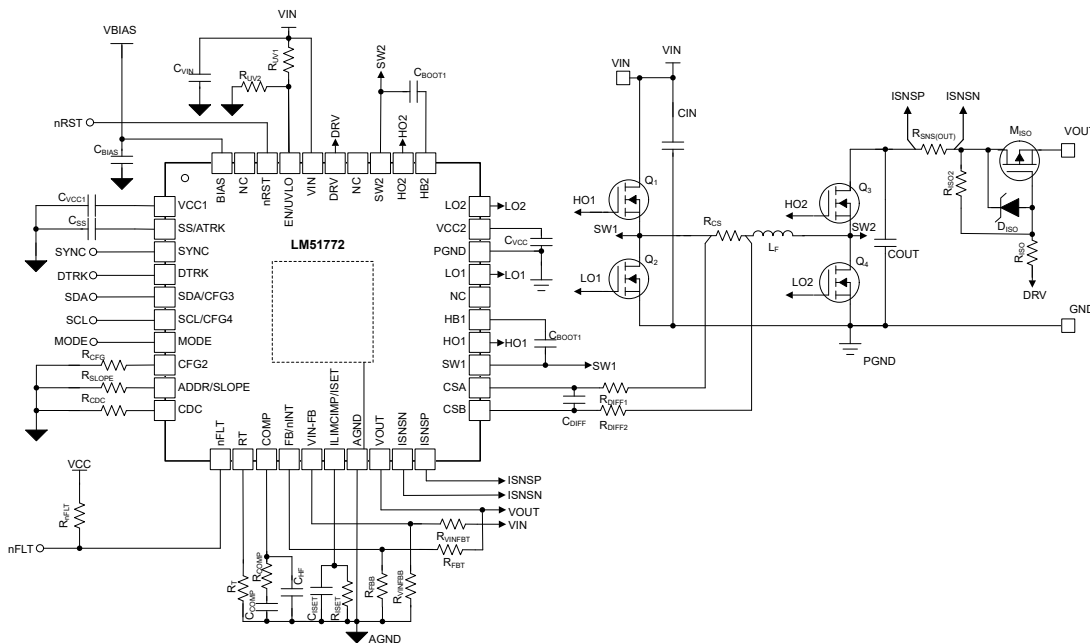 VBIAS
VIN
CVIN
RUV1
RUV2
SW2
CBOOT1
nRST
DRV
HO2
CBIAS
BIAS
NC
nRST
EN/UVLO
VIN
DRV
NC
SW2
HO2
HB2
LM51772
CVCC1
VCC1
CSS
SS/ATRK
SYNC
SYNC
DTRK
DTRK
SDA
SDA/CFG3
SCL
SCL/CFG4
MODE
MODE
RCFG
CFG2
RSLOPE
ADDR/SLOPE
RCDC
CDC
LO2
LO2
VCC2
CVCC
PGND
LO1
LO1
NC
HB1
CBOOT1
HO1
HO1
SW1
SW1
CSA
CSB
RDIFF1
CDIFF
RDIFF2
nFLT
RT
COMP
FB/nINT
VIN-FB
ILIMCIMP/ISET
AGND
VOUT
ISNSN
ISNSP
VCC
RnFLT
nFLT
ISNSP
ISNSN
VOUT
VIN
RVINFBT
RFBT
RT
RCOMP
CCOMP
CHF
CISET
RISET
RFBB
RVINFBB
AGND
VIN
VIN
CIN
Q1
HO1
SW1
RCS
LF
Q2
LO1
Q3
HO2
SW2
Q4
LO2
COUT
PGND
ISNSP
ISNSN
RSNS(OUT)
MISO
VOUT
RISO2
DISO
RISO
DRV
GND